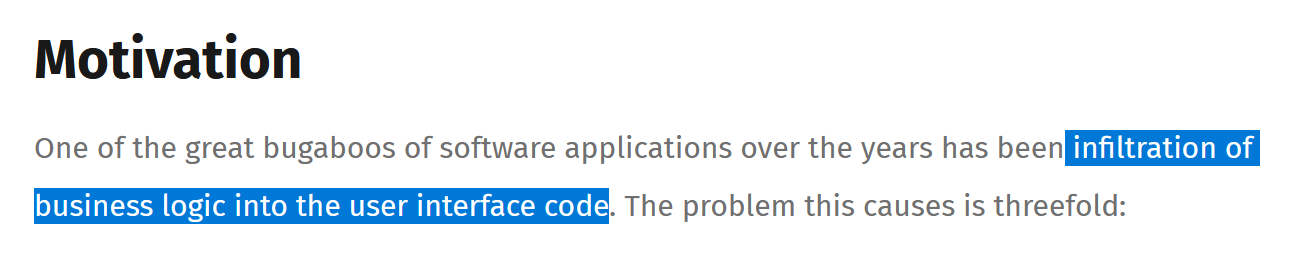 Motivation
One of the great bugaboos of software applications over the years has been infiltration of
business logic into the user interface code. The problem this causes is threefold: